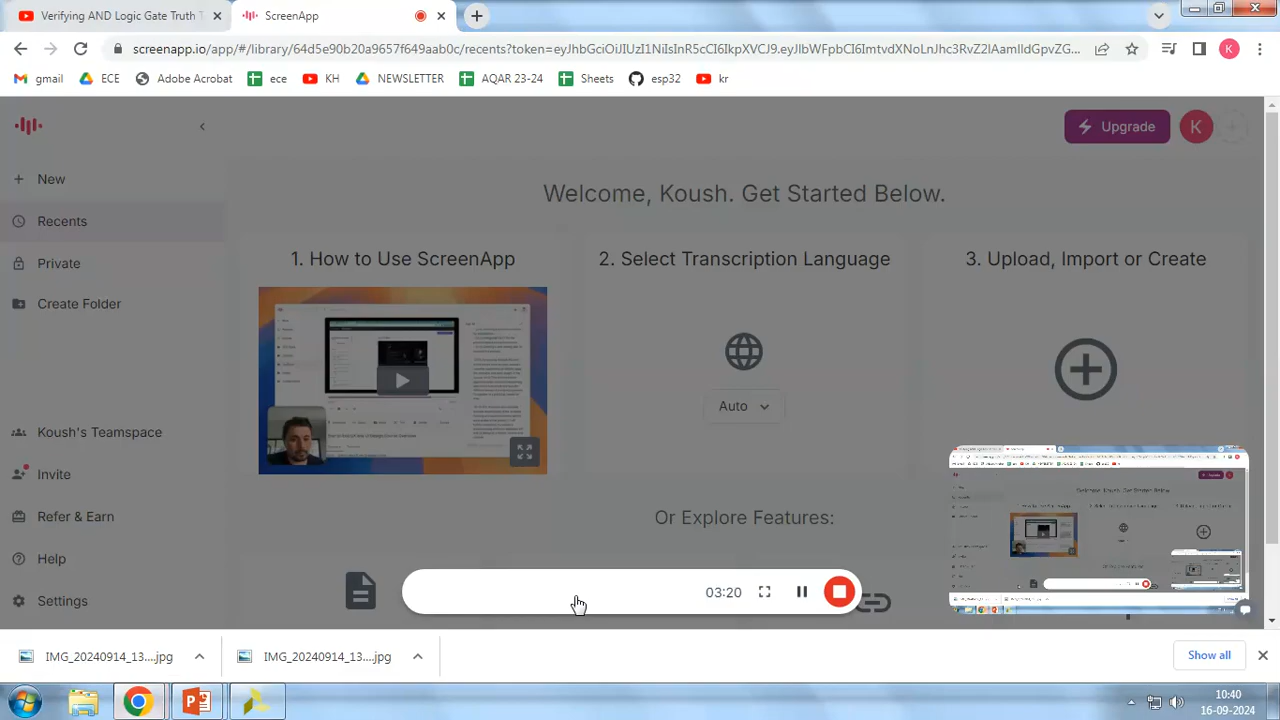 Verifying AND Logic Gate Truth T
ScreenApp
screenapp.io/app/#/library/64d5e90b20a9657f649aab0c/recents?token=eyJhbGciOiJIUzI1NiIsInR5cCI6IkpXVCJ9.eyJlbWFpbCI6ImtvdXNoLnJhc3RvZ2lAamlldGpvZG...
K
gmail
ECE
Adobe Acrobat
ece
KH
NEWSLETTER
AQAR 23-24
Sheets
esp32
kr
Upgrade
K
New
Recents
Private
Create Folder
Koush's Teamspace
Invite
Refer & Earn
Help
Settings
Welcome, Koush. Get Started Below.
1. How to Use ScreenApp
2. Select Transcription Language
3. Upload, Import or Create
Auto
Or Explore Features:
03:20
IMG_20240914_13....jpg
IMG_20240914_13....jpg
Show all
10:40
16-09-2024